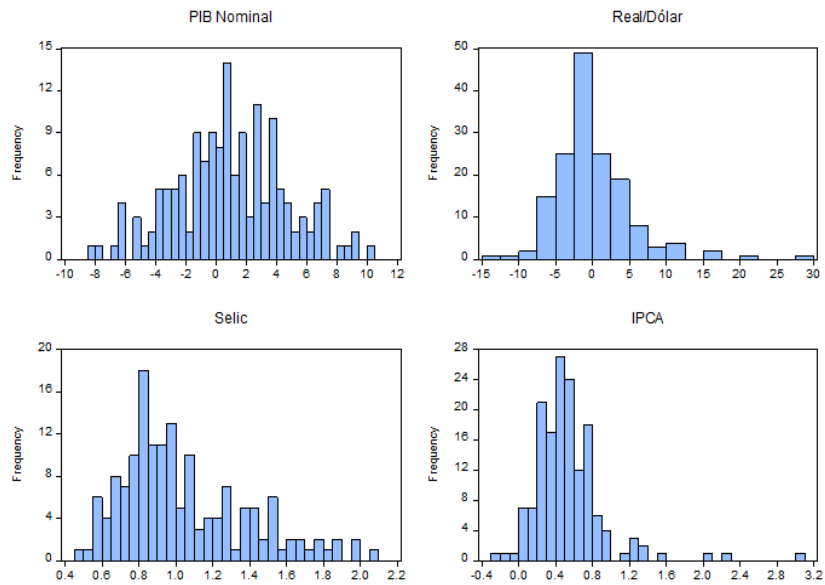 PIB Nominal
15
12
9
6
3
0
Frequency
-10 -8 -6 -4 -2 0 2 4 6 8 10 12
Real/Dólar
50
40
30
20
10
0
Frequency
-15 -10 -5 0 5 10 15 20 25 30
Selic
20
16
12
8
4
0
Frequency
0.4 0.6 0.8 1.0 1.2 1.4 1.6 1.8 2.0 2.2
IPCA
28
24
20
16
12
8
4
0
Frequency
-0.4 0.0 0.4 0.8 1.2 1.6 2.0 2.4 2.8 3.2